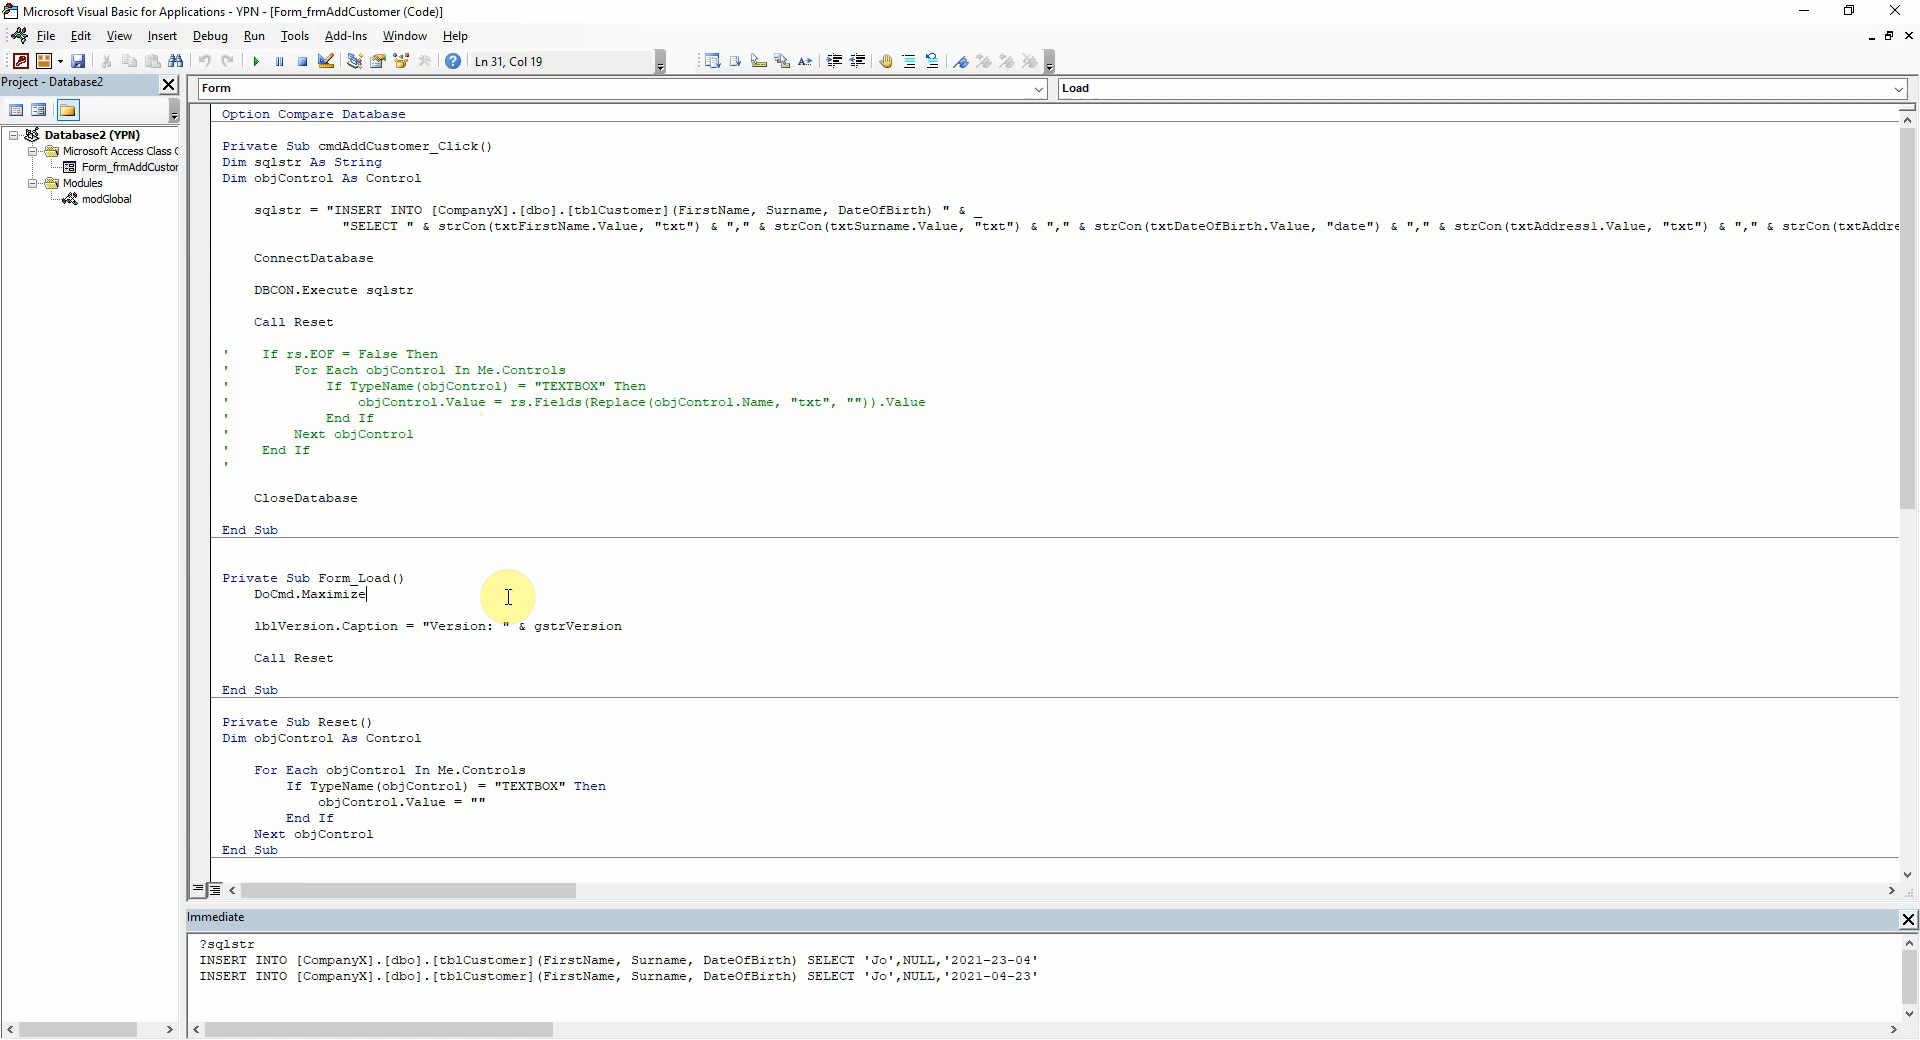 Microsoft Visual Basic for Applications - YPN - [Form_frmAddCustomer (Code)]
File Edit View Insert Debug Run Tools Add-Ins Window Help
Ln 31, Col 19
Project - Database2
Form
Load
Database2 (YPN)
Microsoft Access Class
Form_frmAddCustor
Modules
modGlobal
Option Compare Database
Private Sub cmdAddCustomer_Click()
Dim sqlstr As String
Dim objControl As Control
sqlstr = "INSERT INTO [CompanyX].[dbo].[tblCustomer](FirstName, Surname, DateOfBirth) " & _
"SELECT " & strCon(txtFirstName.Value, "txt") & "," & strCon(txtSurname.Value, "txt") & "," & strCon(txtDateOfBirth.Value, "date") & "," & strCon(txtAddress1.Value, "txt") & "," & strCon(txtAddre
ConnectDatabase
DBCON.Execute sqlstr
Call Reset
' If rs.EOF = False Then
' For Each objControl In Me.Controls
' If TypeName(objControl) = "TEXTBOX" Then
' objControl.Value = rs.Fields(Replace(objControl.Name, "txt", "")).Value
' End If
' Next objControl
' End If
'
CloseDatabase
End Sub
Private Sub Form_Load()
DoCmd.Maximize
lblVersion.Caption = "Version: " & gstrVersion
Call Reset
End Sub
Private Sub Reset()
Dim objControl As Control
For Each objControl In Me.Controls
If TypeName(objControl) = "TEXTBOX" Then
objControl.Value = ""
End If
Next objControl
End Sub
Immediate
?sqlstr
INSERT INTO [CompanyX].[dbo].[tblCustomer](FirstName, Surname, DateOfBirth) SELECT 'Jo',NULL,'2021-23-04'
INSERT INTO [CompanyX].[dbo].[tblCustomer](FirstName, Surname, DateOfBirth) SELECT 'Jo',NULL,'2021-04-23'